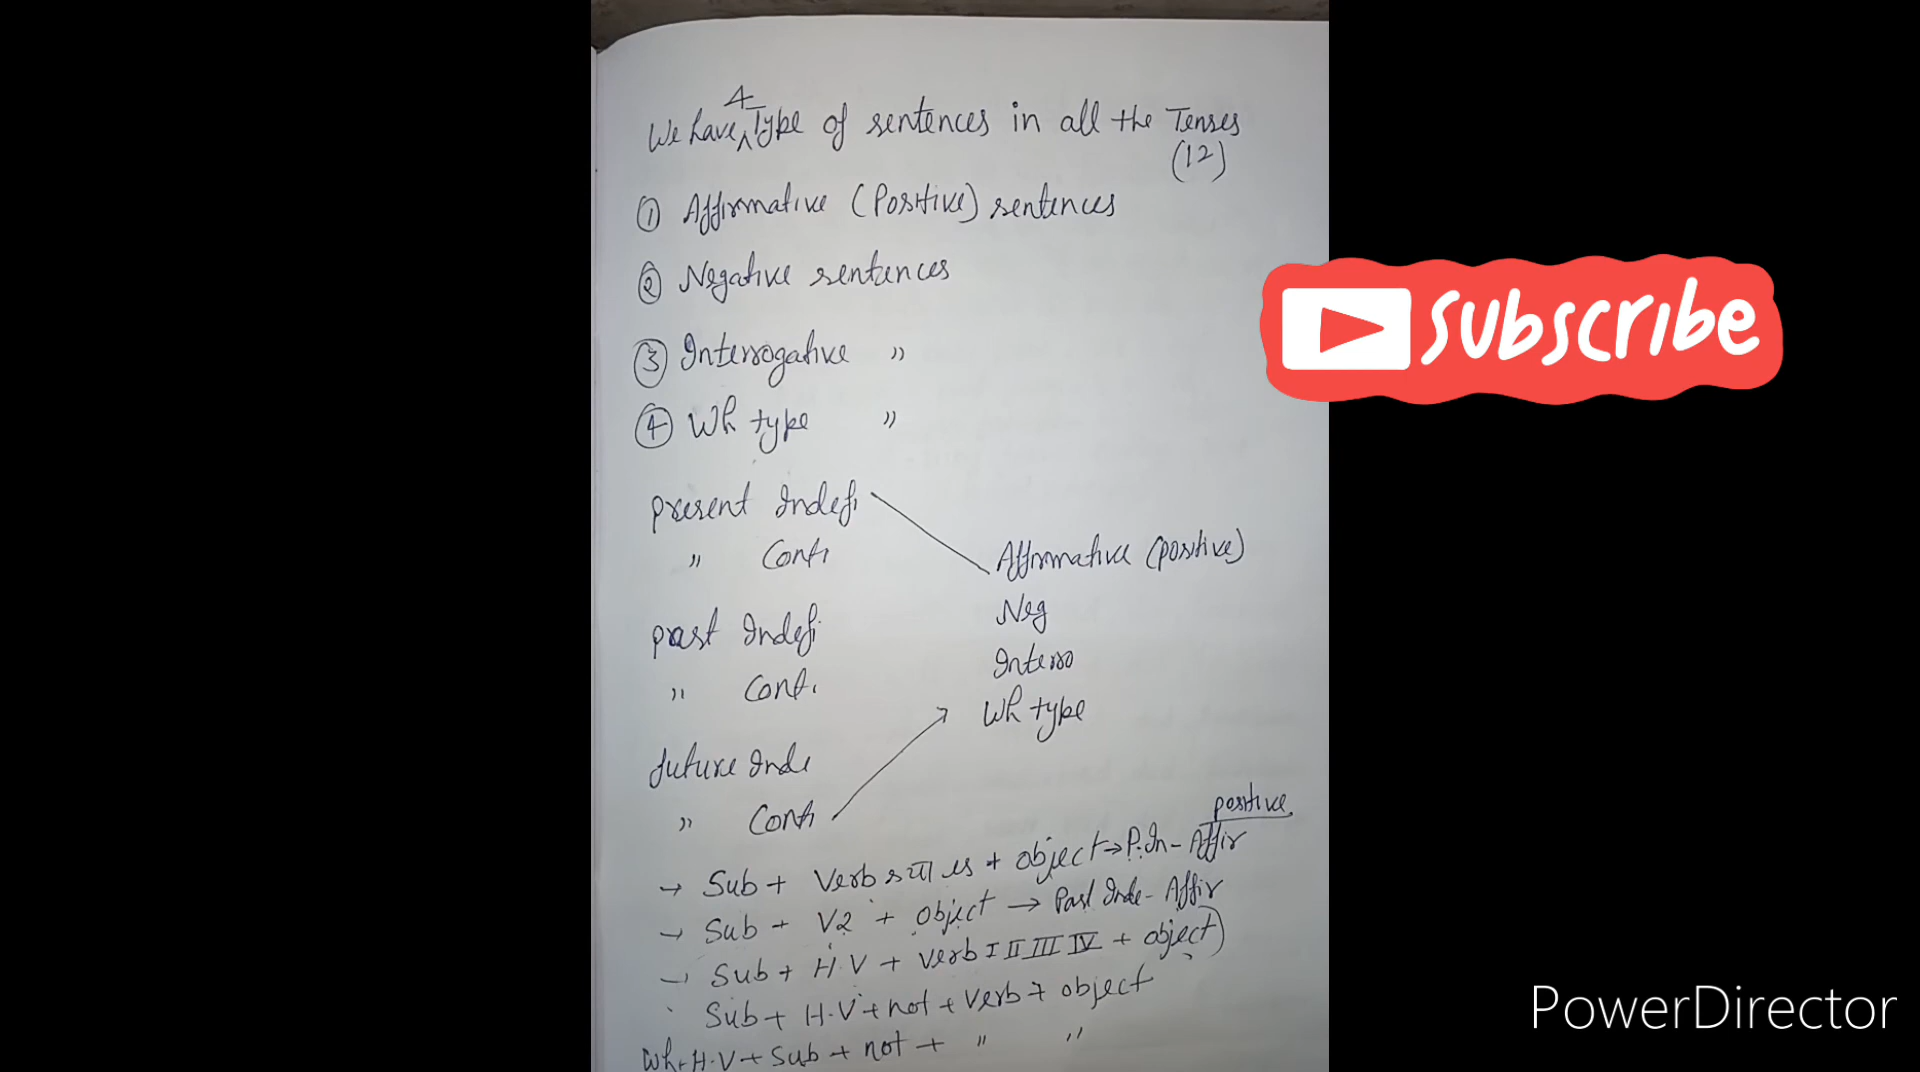 4
We have ^ Type of sentences in all the Tenses
(12)
① Affirmative (Positive) sentences
② Negative sentences
③ Interrogative "
④ Wh type "
present Indefi
" Conti
past Indefi
" Cont.
future Inde
" Conti
Affirmative (positive)
Neg
Interro
Wh type
positive
→ Sub + Verb s es + object → P.In - Affir
→ Sub + V2 + object → Past Inde - Affir
→ Sub + H.V + verb I II III IV + object
Sub + H.V + not + verb + object
Wh + H.V + Sub + not + " "
subscribe
PowerDirector